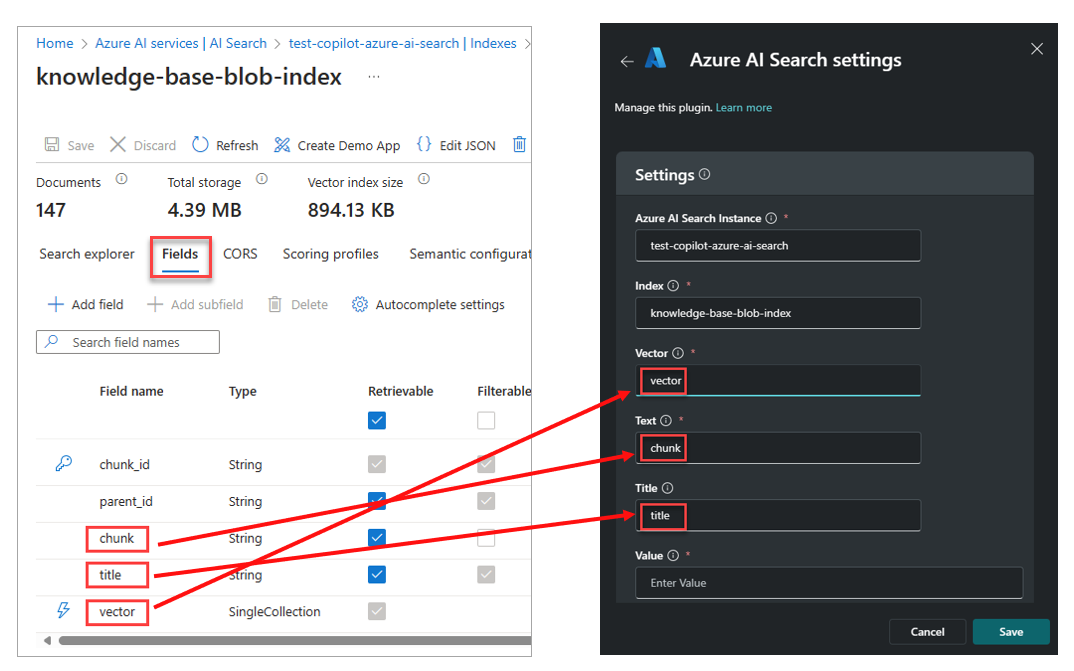 Home > Azure AI services | AI Search > test-copilot-azure-ai-search | Indexes >
knowledge-base-blob-index ...
Save Discard Refresh Create Demo App {} Edit JSON
Documents Total storage Vector index size
147 4.39 MB 894.13 KB
Search explorer Fields CORS Scoring profiles Semantic configurat
+ Add field + Add subfield Delete Autocomplete settings
Search field names
Field name Type Retrievable Filterable
chunk_id String
parent_id String
chunk String
title String
vector SingleCollection
Azure AI Search settings
Manage this plugin. Learn more
Settings
Azure AI Search Instance *
test-copilot-azure-ai-search
Index *
knowledge-base-blob-index
Vector *
vector
Text *
chunk
Title
title
Value *
Enter Value
Cancel Save